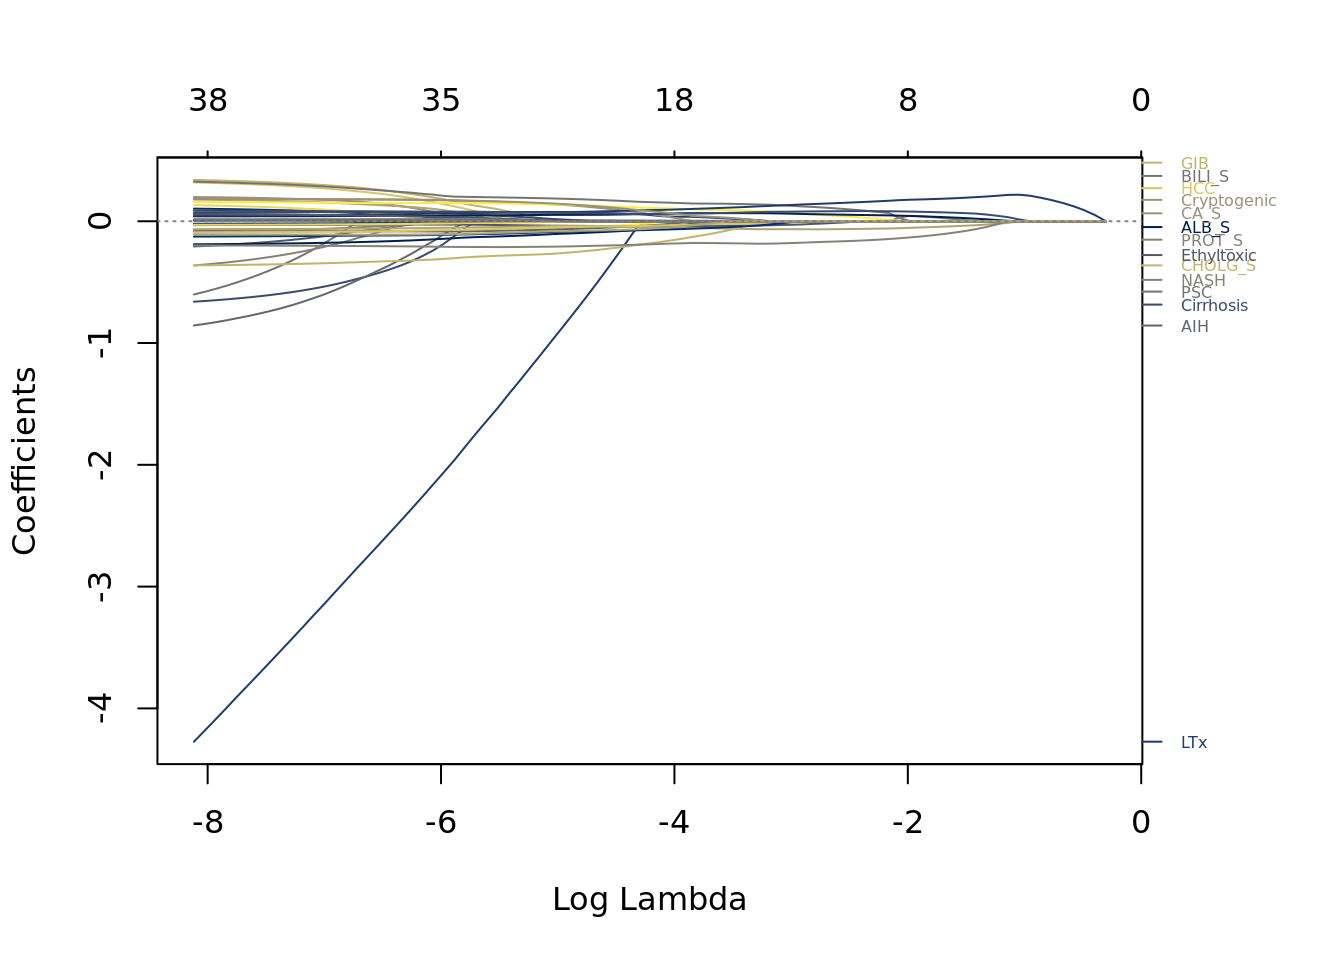 38 35 18 8 0
GIB
BILI_S
HCC
Cryptogenic
CA_S
ALB_S
PROT_S
Ethyltoxic
CHOLG_S
NASH
PSC
Cirrhosis
AIH
LTx
0
-1
-2
-3
-4
Coefficients
-8 -6 -4 -2 0
Log Lambda